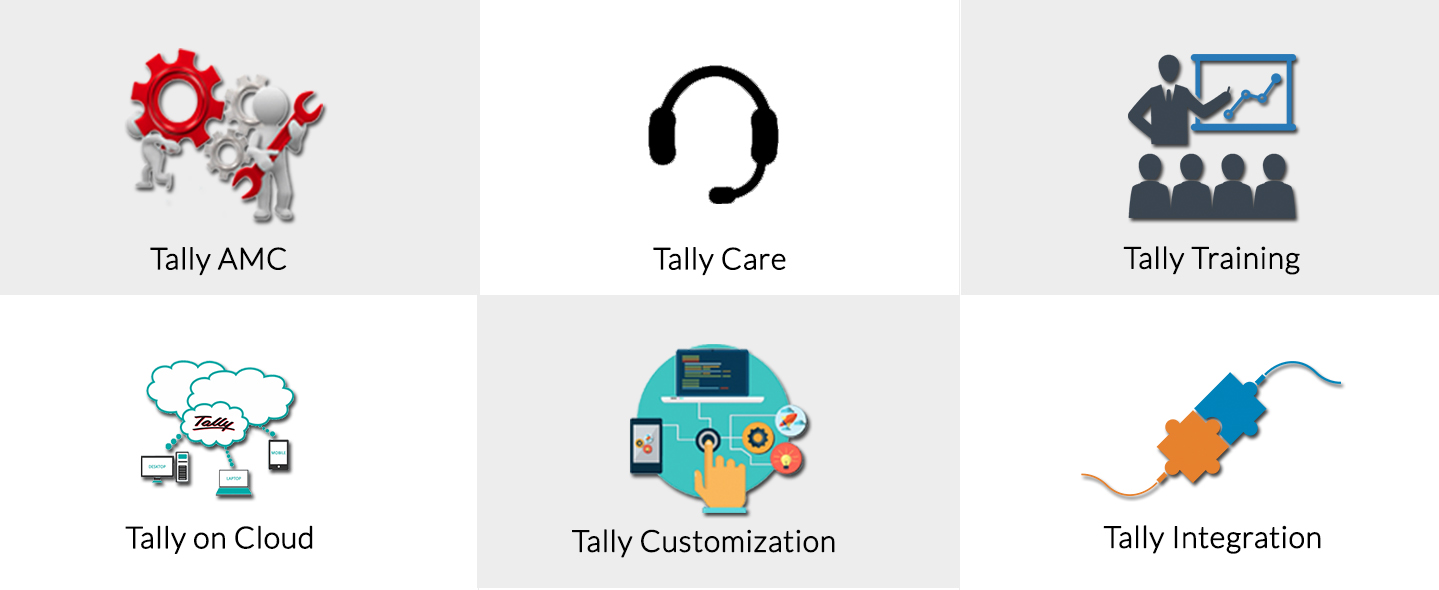 Tally AMC
Tally Care
Tally Training
Tally
DESKTOP
MOBILE
LAPTOP
Tally on Cloud
Tally Customization
Tally Integration